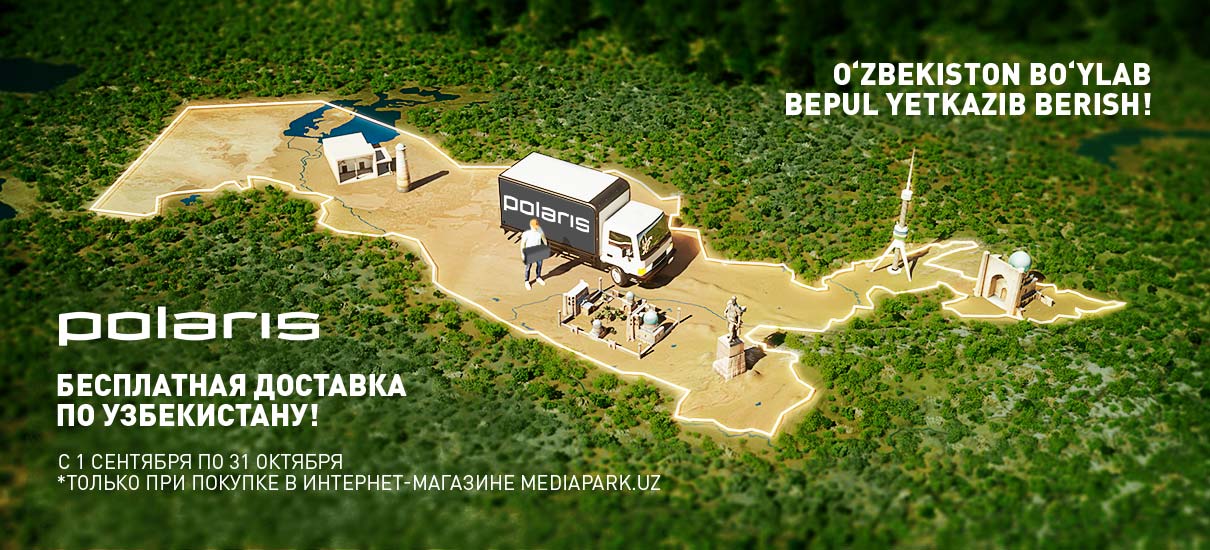 O‘ZBEKISTON BO‘YLAB
BEPUL YETKAZIB BERISH!
polaris
polaris
БЕСПЛАТНАЯ ДОСТАВКА
ПО УЗБЕКИСТАНУ!
С 1 СЕНТЯБРЯ ПО 31 ОКТЯБРЯ
*ТОЛЬКО ПРИ ПОКУПКЕ В ИНТЕРНЕТ-МАГАЗИНЕ MEDIAPARK.UZ